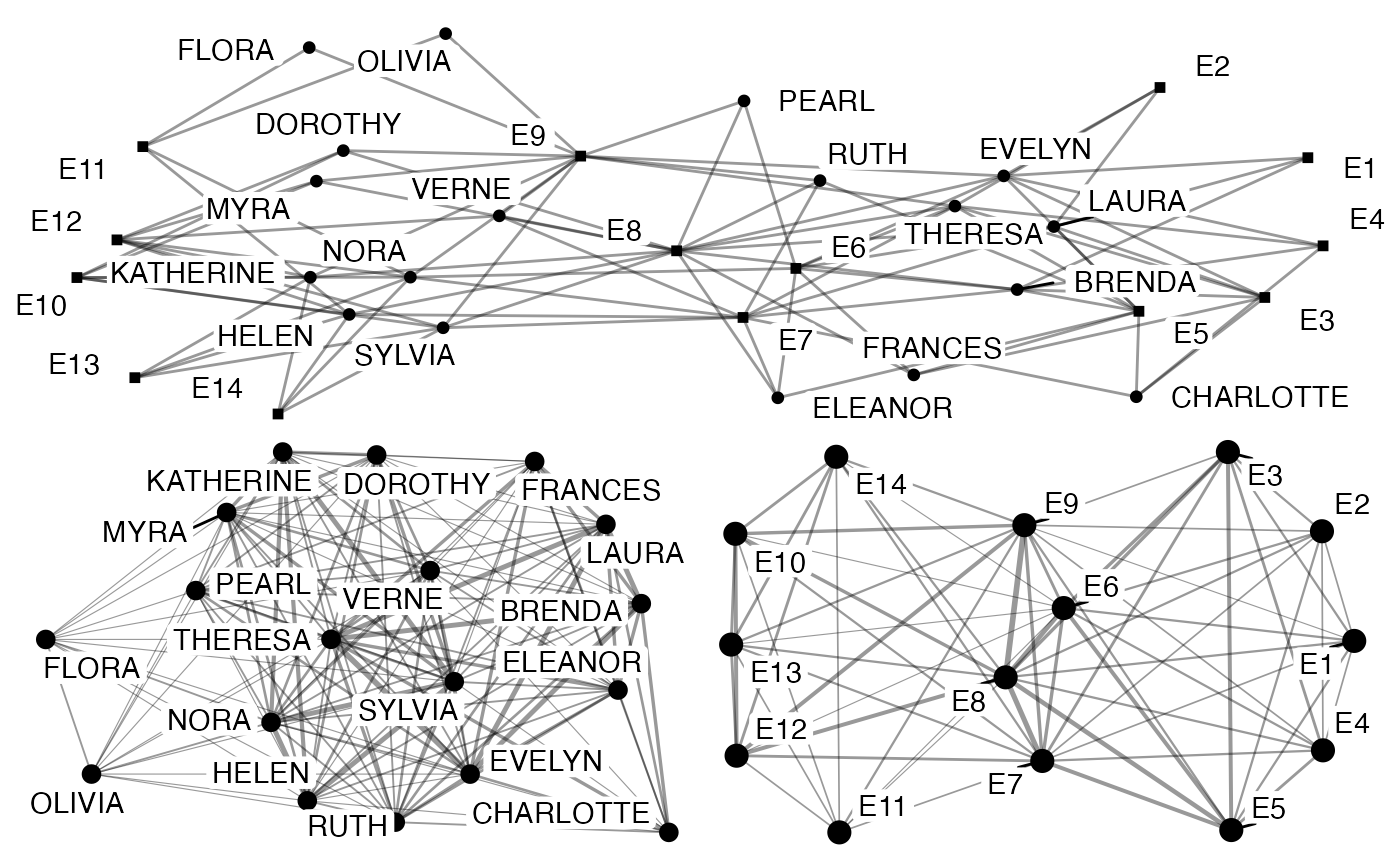 FLORA
OLIVIA
E2
PEARL
DOROTHY
E9
RUTH
EVELYN
E11
E1
MYRA
VERNE
LAURA
E12
E8
THERESA
E4
NORA
E6
KATHERINE
BRENDA
E10
E3
HELEN
E7
E5
SYLVIA
FRANCES
E13
E14
ELEANOR
CHARLOTTE
KATHERINE
DOROTHY
FRANCES
MYRA
LAURA
PEARL
VERNE
BRENDA
THERESA
FLORA
ELEANOR
NORA
SYLVIA
HELEN
EVELYN
OLIVIA
RUTH
CHARLOTTE
E14
E3
E9
E2
E10
E6
E13
E1
E8
E12
E4
E7
E11
E5